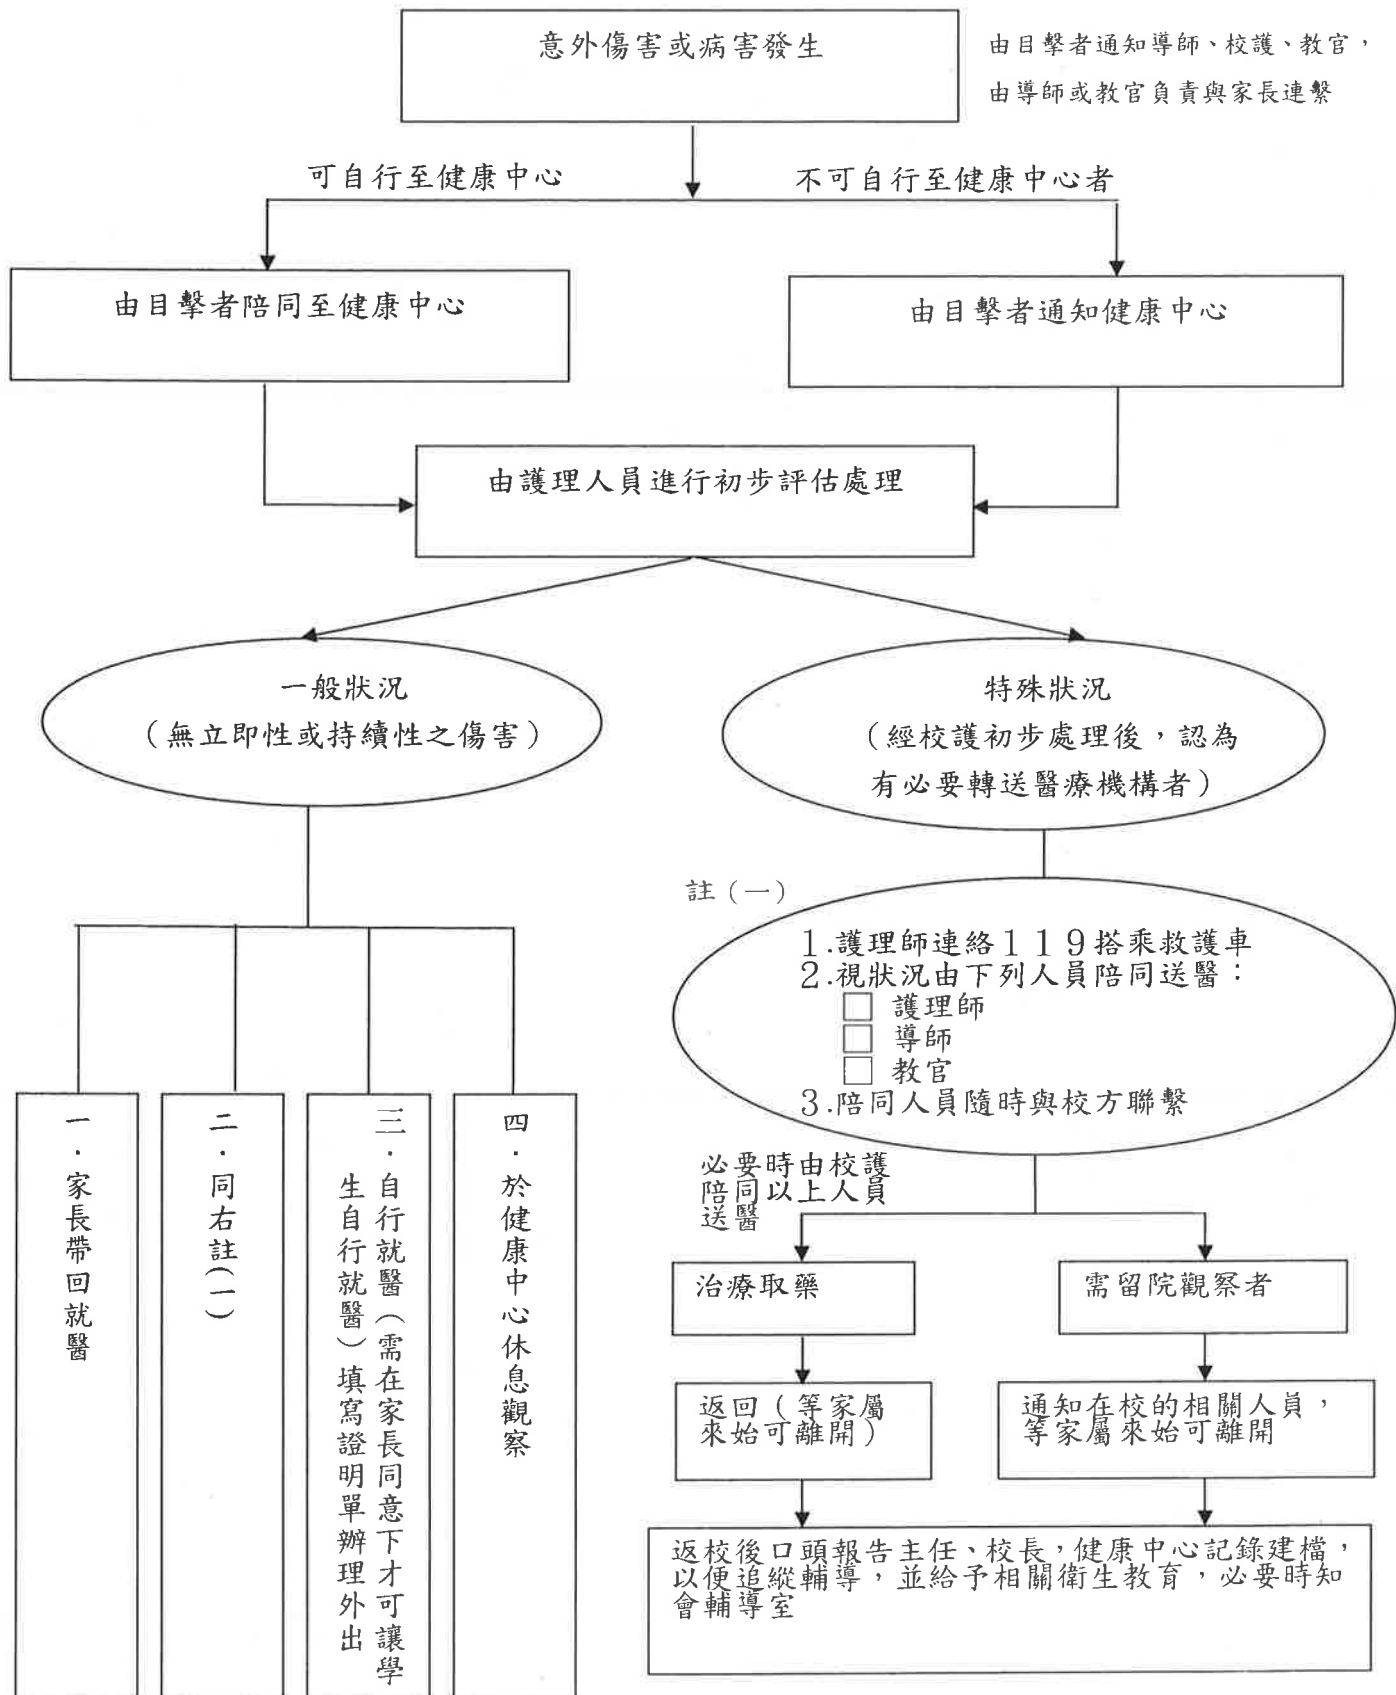 意外傷害或病害發生
由目擊者通知導師、校護、教官，
由導師或教官負責與家長連繫
可自行至健康中心
不可自行至健康中心者
由目擊者陪同至健康中心
由目擊者通知健康中心
由護理人員進行初步評估處理
一般狀況
（無立即性或持續性之傷害）
特殊狀況
（經校護初步處理後，認為
有必要轉送醫療機構者）
註（一）
1.護理師連絡１１９搭乘救護車
2.視狀況由下列人員陪同送醫：
□ 護理師
□ 導師
□ 教官
3.陪同人員隨時與校方聯繫
一．家長帶回就醫
二．同右註(一)
三．自行就醫（需在家長同意下才可讓學
生自行就醫）填寫證明單辦理外出
四．於健康中心休息觀察
必要時由校護
陪同以上人員
送醫
治療取藥
需留院觀察者
返回（等家屬
來始可離開）
通知在校的相關人員，
等家屬來始可離開
返校後口頭報告主任、校長，健康中心記錄建檔，
以便追縱輔導，並給予相關衛生教育，必要時知
會輔導室